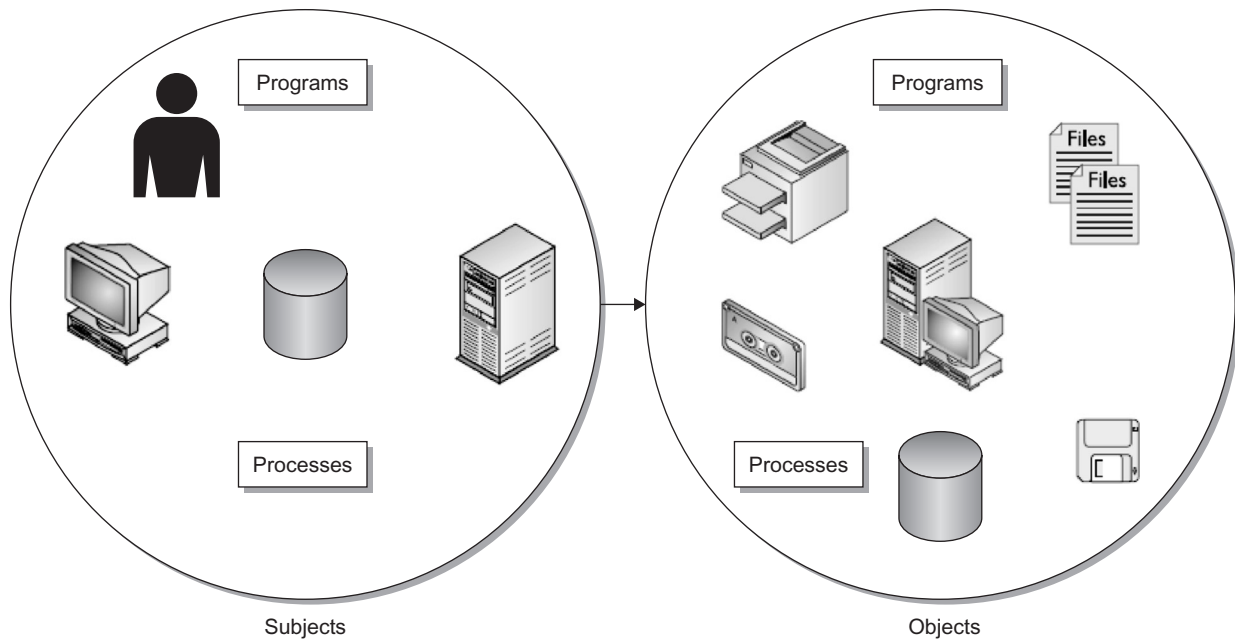 Programs
Processes
Subjects
Programs
Files
Files
A
Processes
Objects